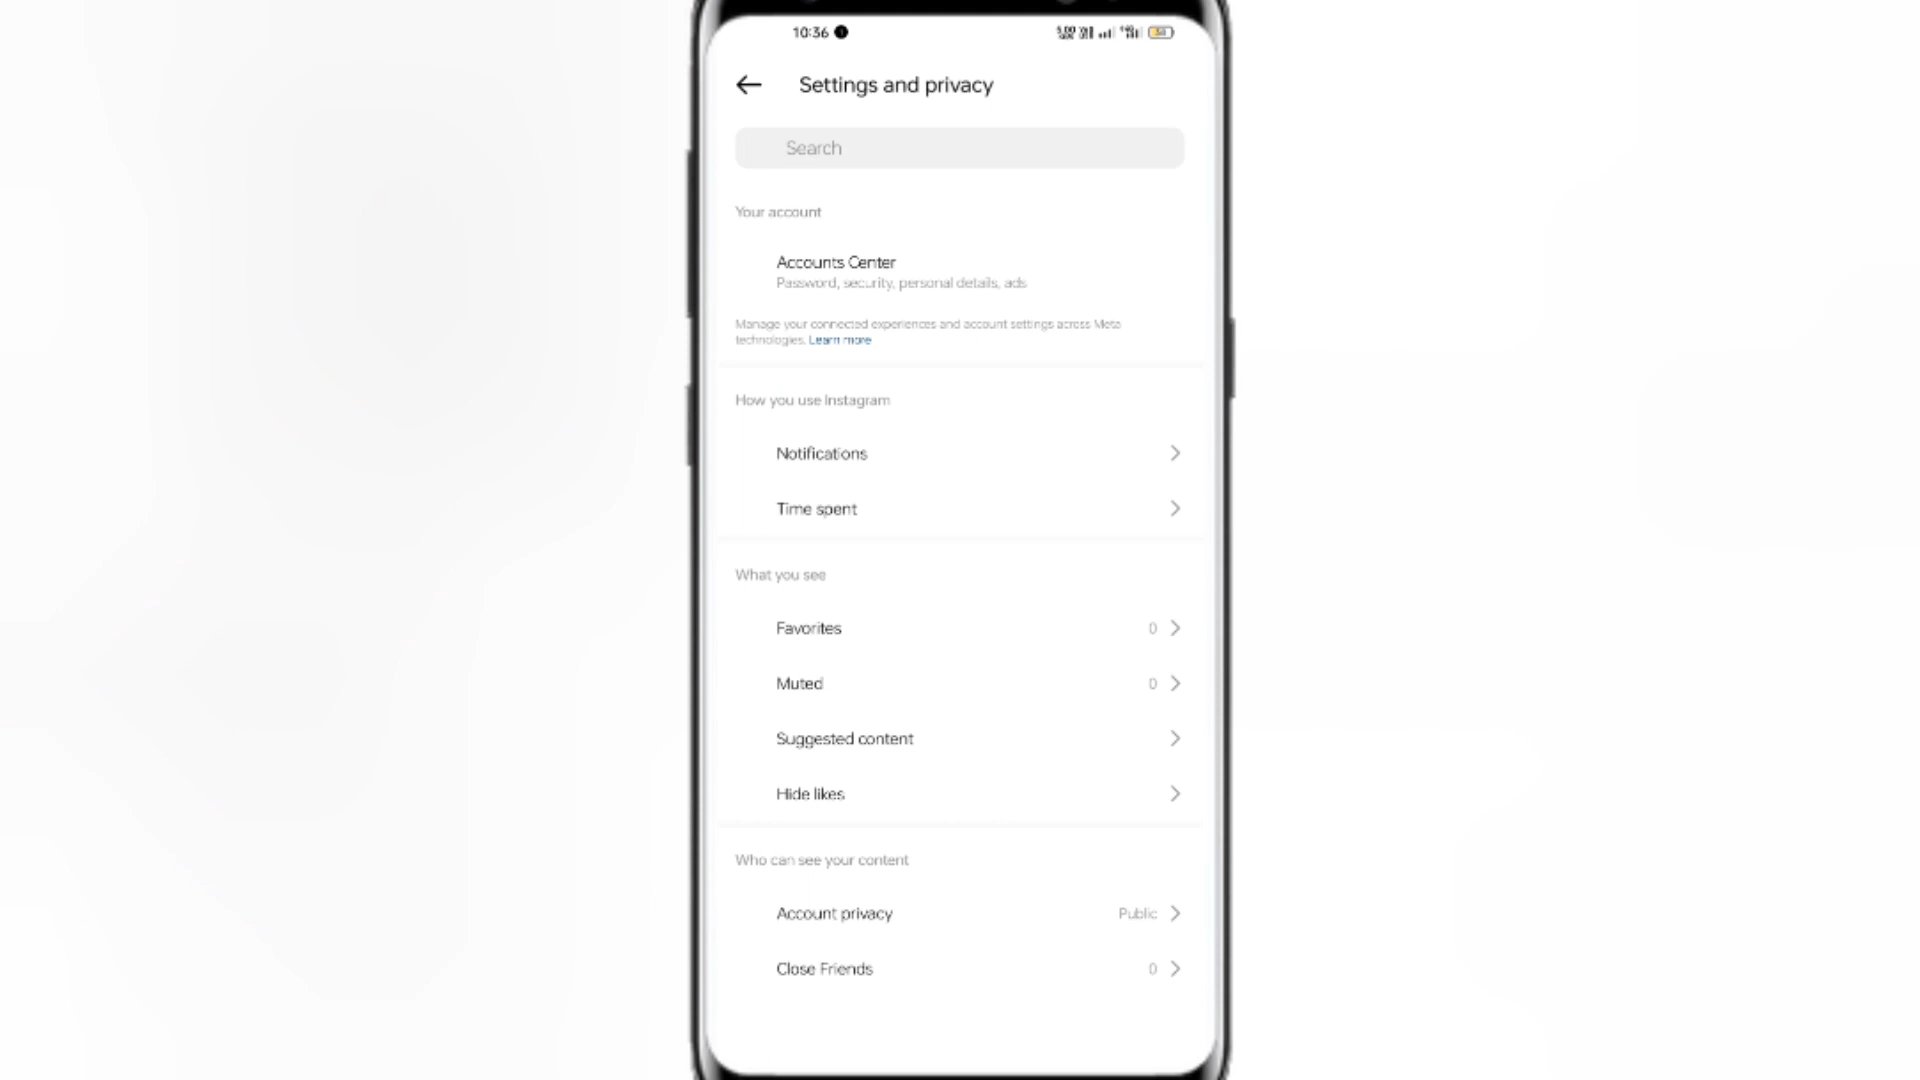 10:36
Settings and privacy
Search
Your account
Accounts Center
Password, security, personal details, ads
Manage your connected experiences and account settings across Meta
technologies. Learn more
How you use Instagram
Notifications
Time spent
What you see
Favorites 0
Muted 0
Suggested content
Hide likes
Who can see your content
Account privacy Public
Close Friends 0